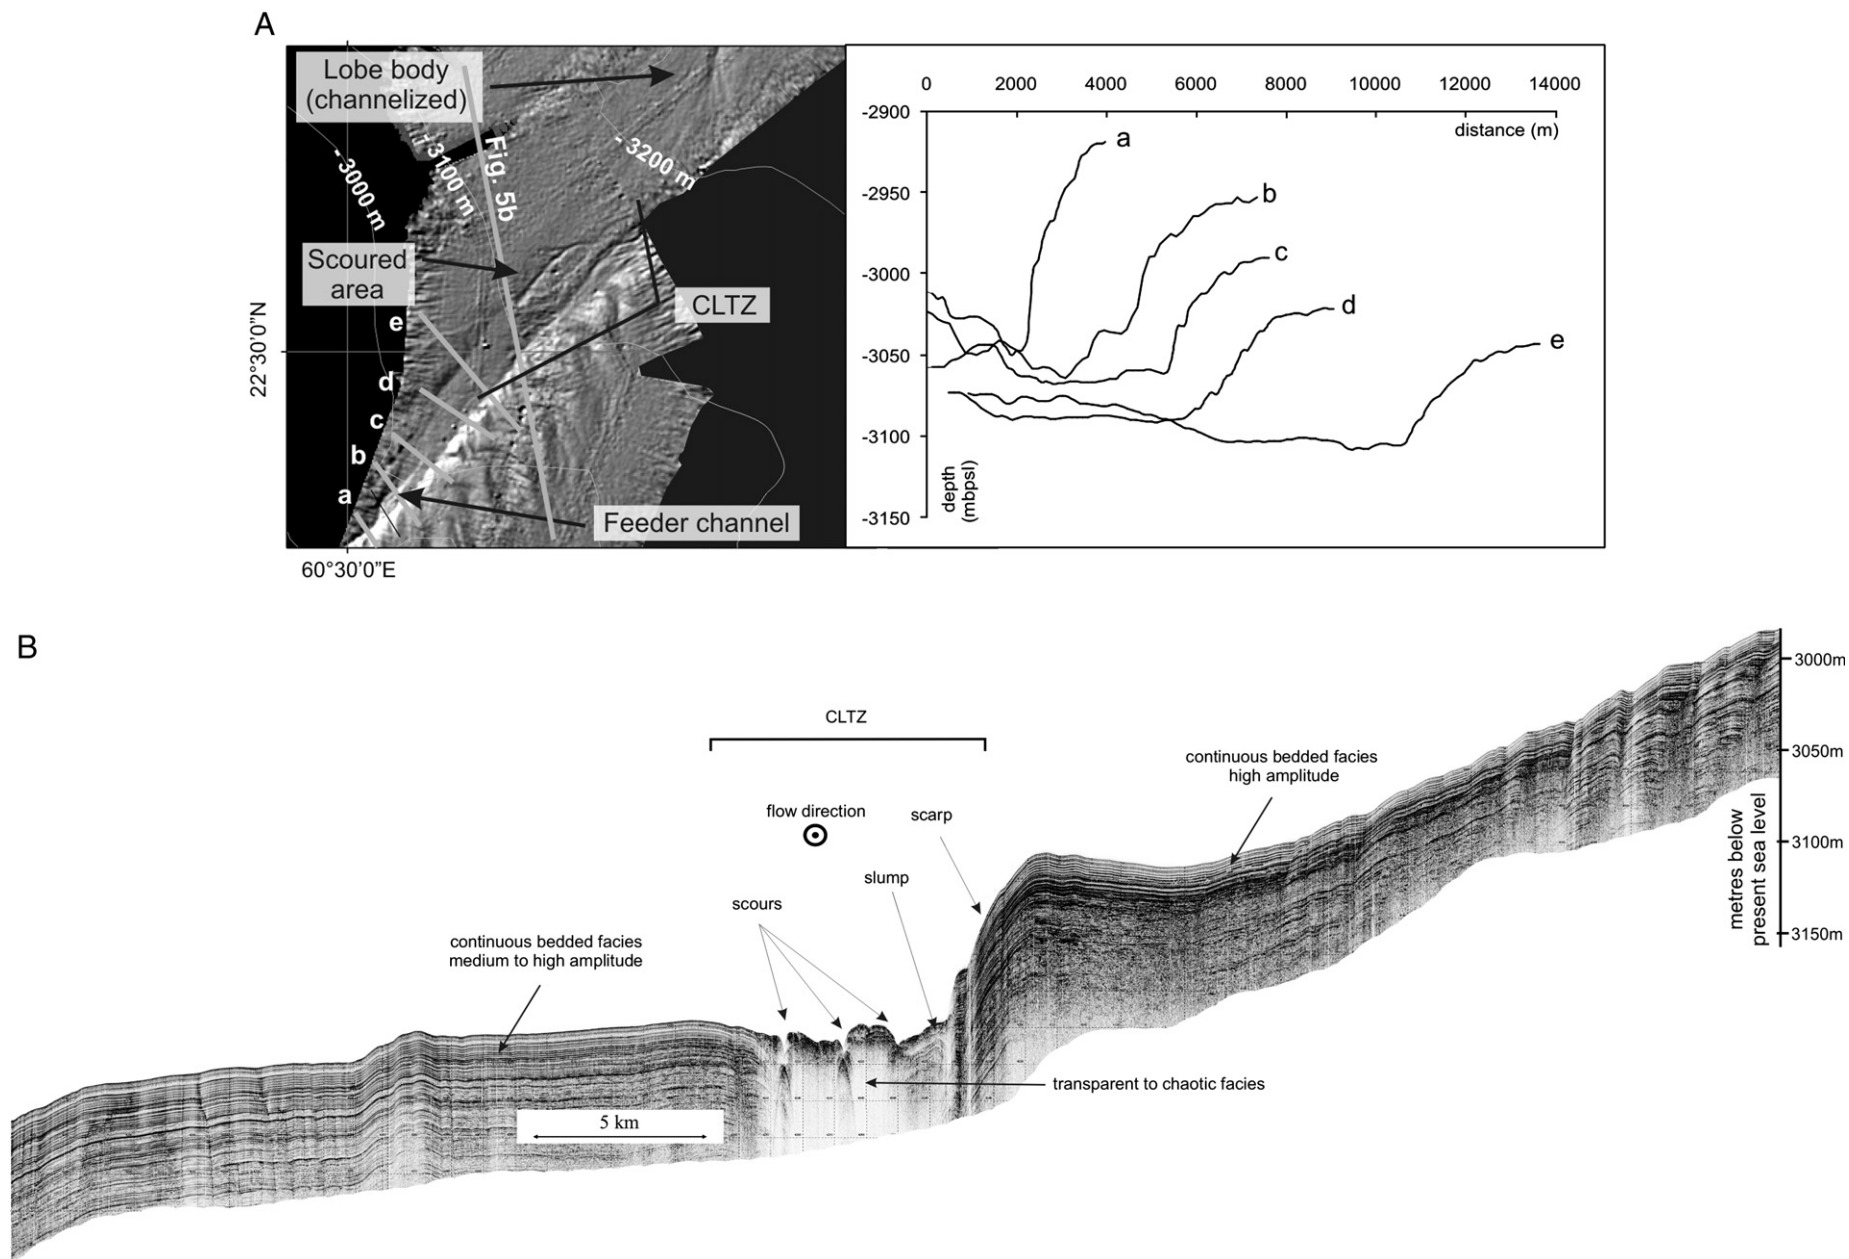 A
Lobe body
(channelized)
- 3000 m
- 3100 m
Fig. 5b
- 3200 m
Scoured
area
CLTZ
e
d
c
b
a
Feeder channel
22°30'0"N
60°30'0"E
0 2000 4000 6000 8000 10000 12000 14000
distance (m)
-2900
-2950
-3000
-3050
-3100
-3150
depth
(mbpsl)
a
b
c
d
e
B
CLTZ
flow direction
scarp
slump
scours
continuous bedded facies
high amplitude
continuous bedded facies
medium to high amplitude
transparent to chaotic facies
5 km
3000m
3050m
3100m
3150m
metres below
present sea level